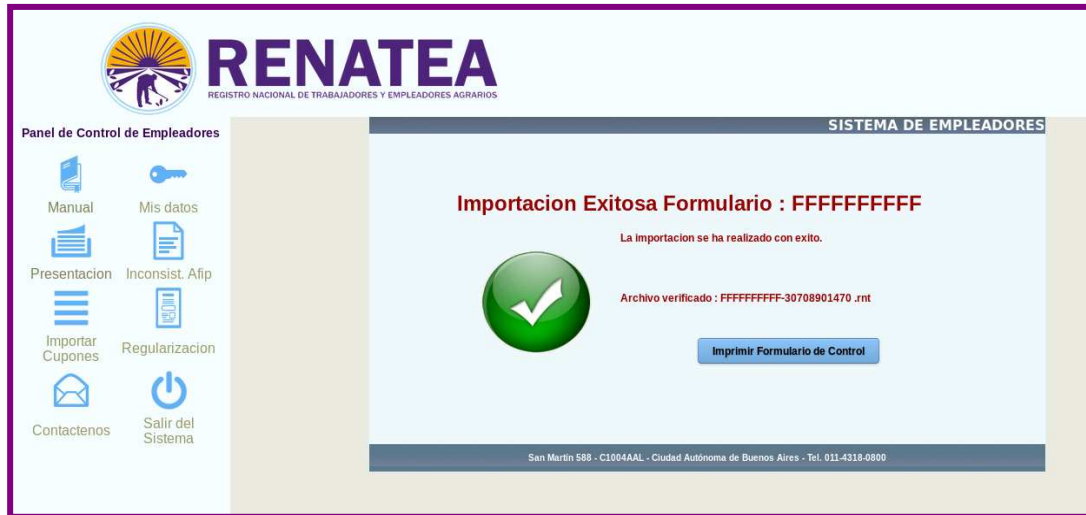 RENATEA
REGISTRO NACIONAL DE TRABAJADORES Y EMPLEADORES AGRARIOS
Panel de Control de Empleadores
Manual
Mis datos
Presentacion
Inconsist. Afip
Importar
Cupones
Regularizacion
Contactenos
Salir del
Sistema
SISTEMA DE EMPLEADORES
Importacion Exitosa Formulario : FFFFFFFFFF
La importacion se ha realizado con exito.
Archivo verificado : FFFFFFFFFF-30708901470 .rnt
Imprimir Formulario de Control
San Martin 588 - C1004AAL - Ciudad Autónoma de Buenos Aires - Tel. 011-4318-0800